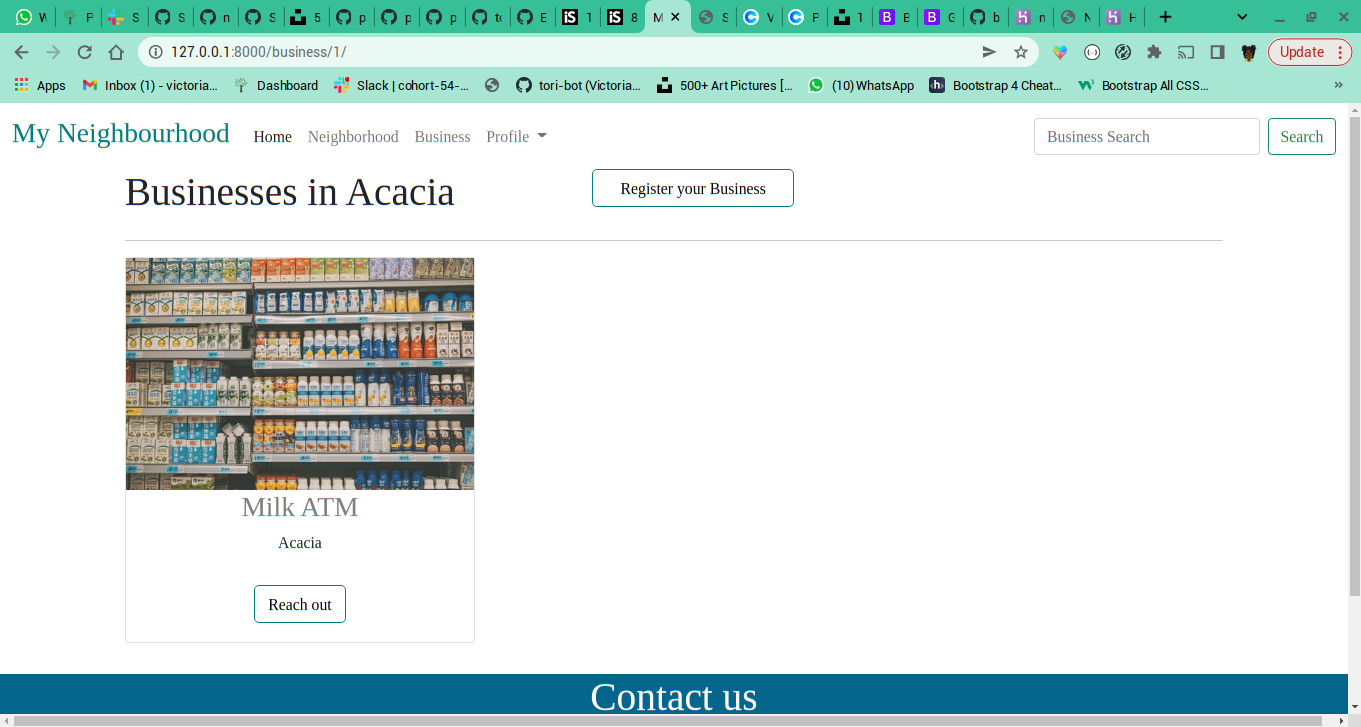 W P S S n S 5 p p p to E 1 8 M S V P 1 B G b n N H
127.0.0.1:8000/business/1/
Update
Apps Inbox (1) - victoria... Dashboard Slack | cohort-54-... tori-bot (Victoria... 500+ Art Pictures [... (10) WhatsApp Bootstrap 4 Cheat... Bootstrap All CSS... »
My Neighbourhood Home Neighborhood Business Profile Business Search Search
Businesses in Acacia Register your Business
Milk ATM
Acacia
Reach out
Contact us